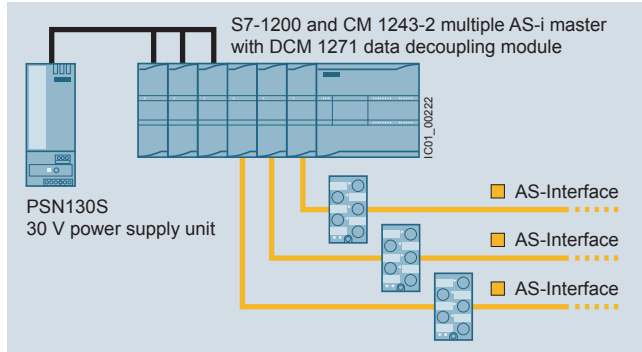 S7-1200 and CM 1243-2 multiple AS-i master
with DCM 1271 data decoupling module
IC01_00222
PSN130S
30 V power supply unit
AS-Interface
AS-Interface
AS-Interface